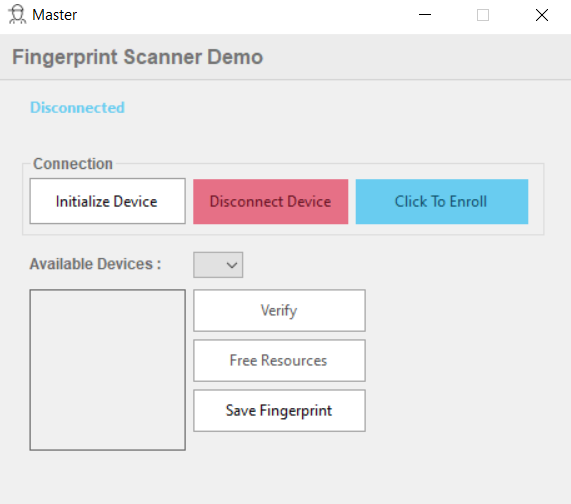 Master
Fingerprint Scanner Demo
Disconnected
Connection
Initialize Device
Disconnect Device
Click To Enroll
Available Devices :
Verify
Free Resources
Save Fingerprint